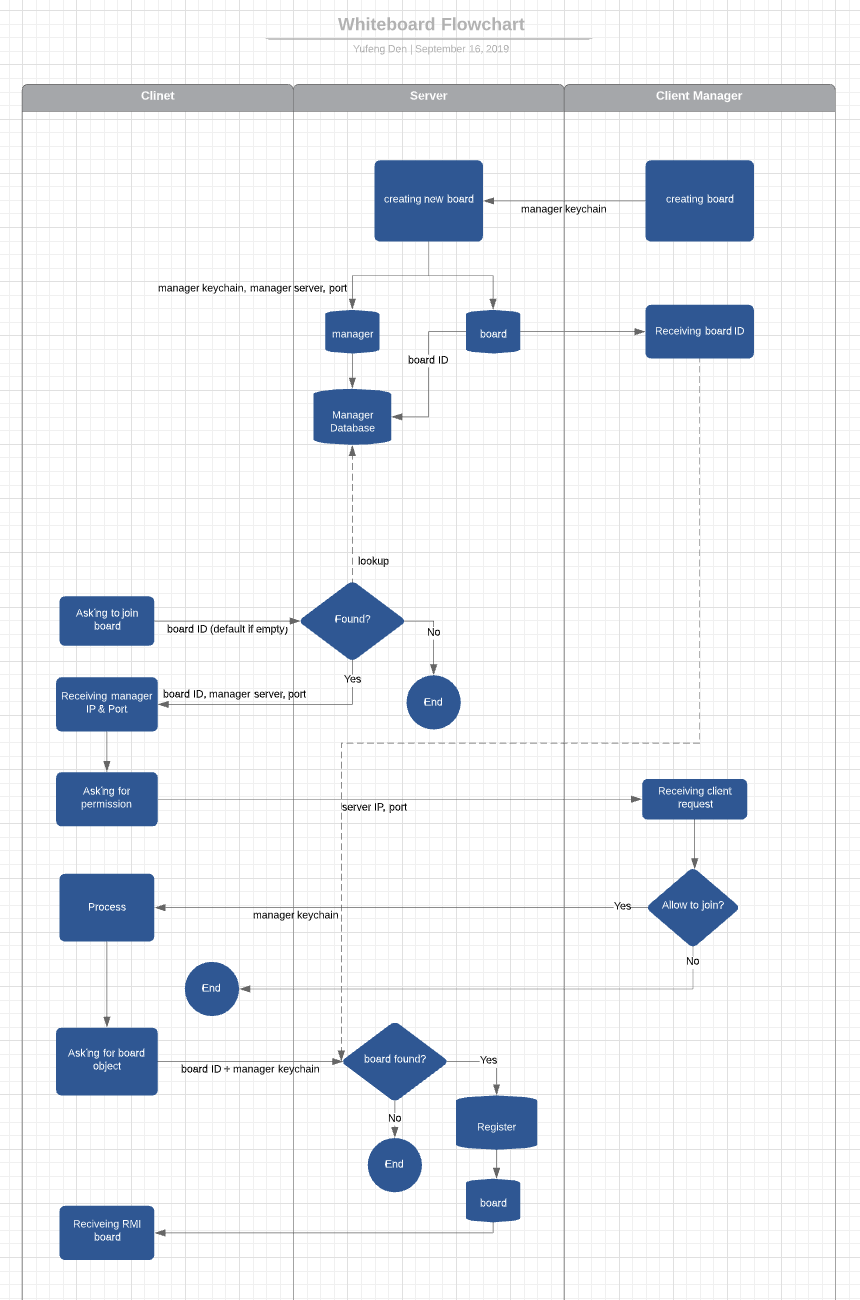 Whiteboard Flowchart
Yufeng Den | September 16, 2019
Clinet
Server
Client Manager
creating new board
creating board
manager keychain
manager keychain, manager server, port
manager
board
Receiving board ID
board ID
Manager
Database
lookup
Asking to join
board
board ID (default if empty)
Found?
No
Yes
Receiving manager
IP & Port
board ID, manager server, port
End
Asking for
permission
server IP, port
Receiving client
request
Process
manager keychain
Yes
Allow to join?
No
End
Asking for board
object
board ID + manager keychain
board found?
Yes
No
Register
End
board
Reciveing RMI
board